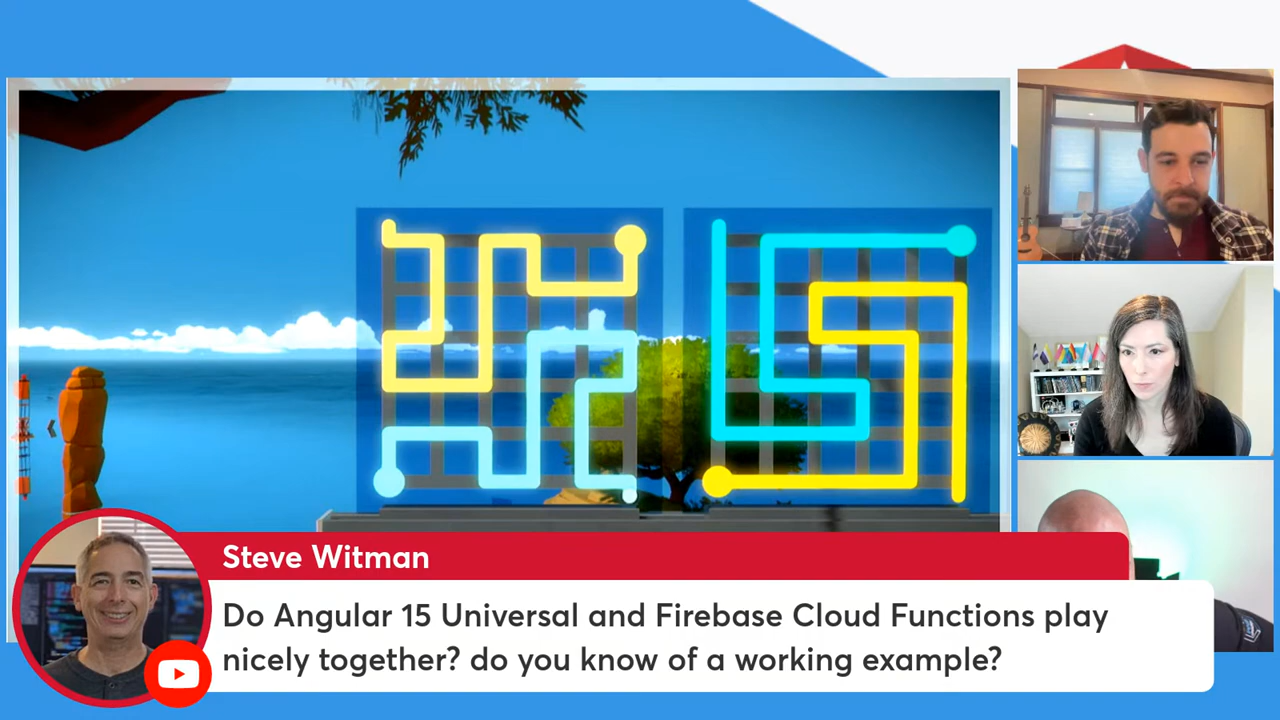 Steve Witman
Do Angular 15 Universal and Firebase Cloud Functions play
nicely together? do you know of a working example?